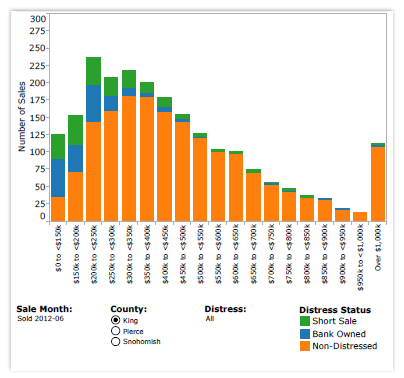 Number of Sales
300
275
250
225
200
175
150
125
100
75
50
25
0
$0 to <$150k
$150k to <$200k
$200k to <$250k
$250k to <$300k
$300k to <$350k
$350k to <$400k
$400k to <$450k
$450k to <$500k
$500k to <$550k
$550k to <$600k
$600k to <$650k
$650k to <$700k
$700k to <$750k
$750k to <$800k
$800k to <$850k
$850k to <$900k
$900k to <$950k
$950k to <$1,000k
Over $1,000k
Sale Month:
Sold 2012-06
County:
King
Pierce
Snohomish
Distress:
All
Distress Status
Short Sale
Bank Owned
Non-Distressed